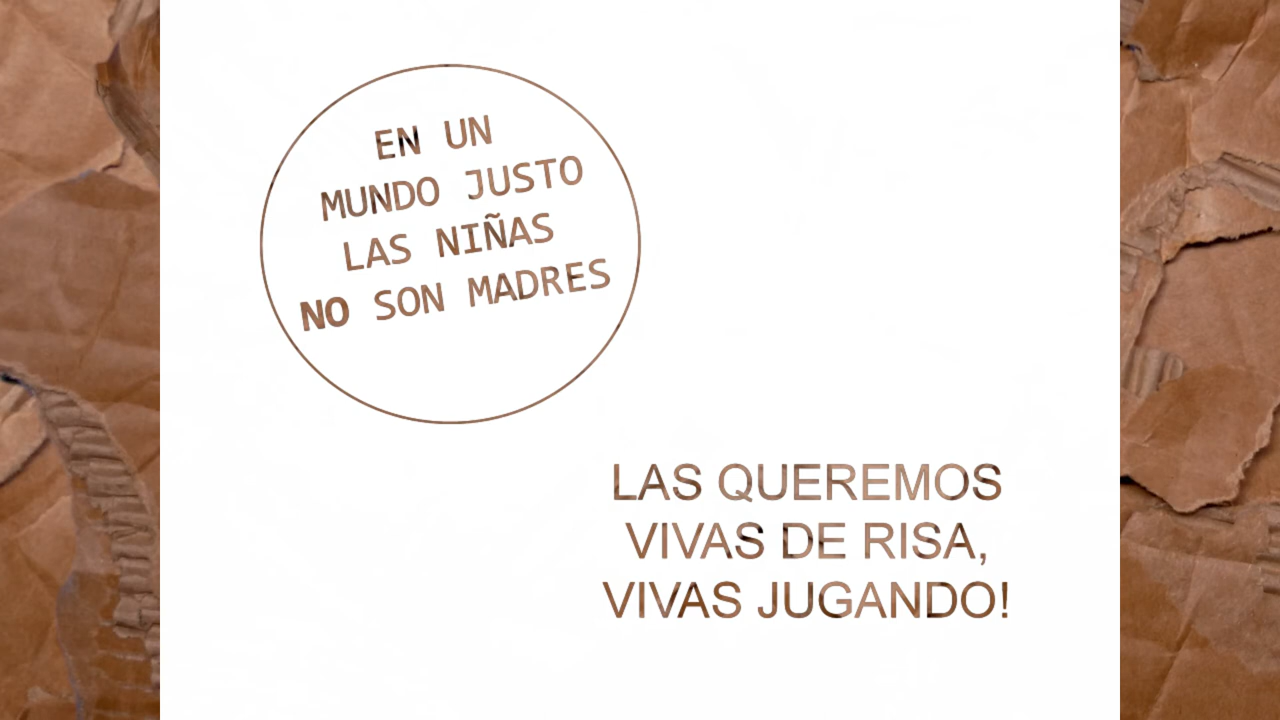 EN UN
MUNDO JUSTO
LAS NIÑAS
NO SON MADRES
LAS QUEREMOS
VIVAS DE RISA,
VIVAS JUGANDO!